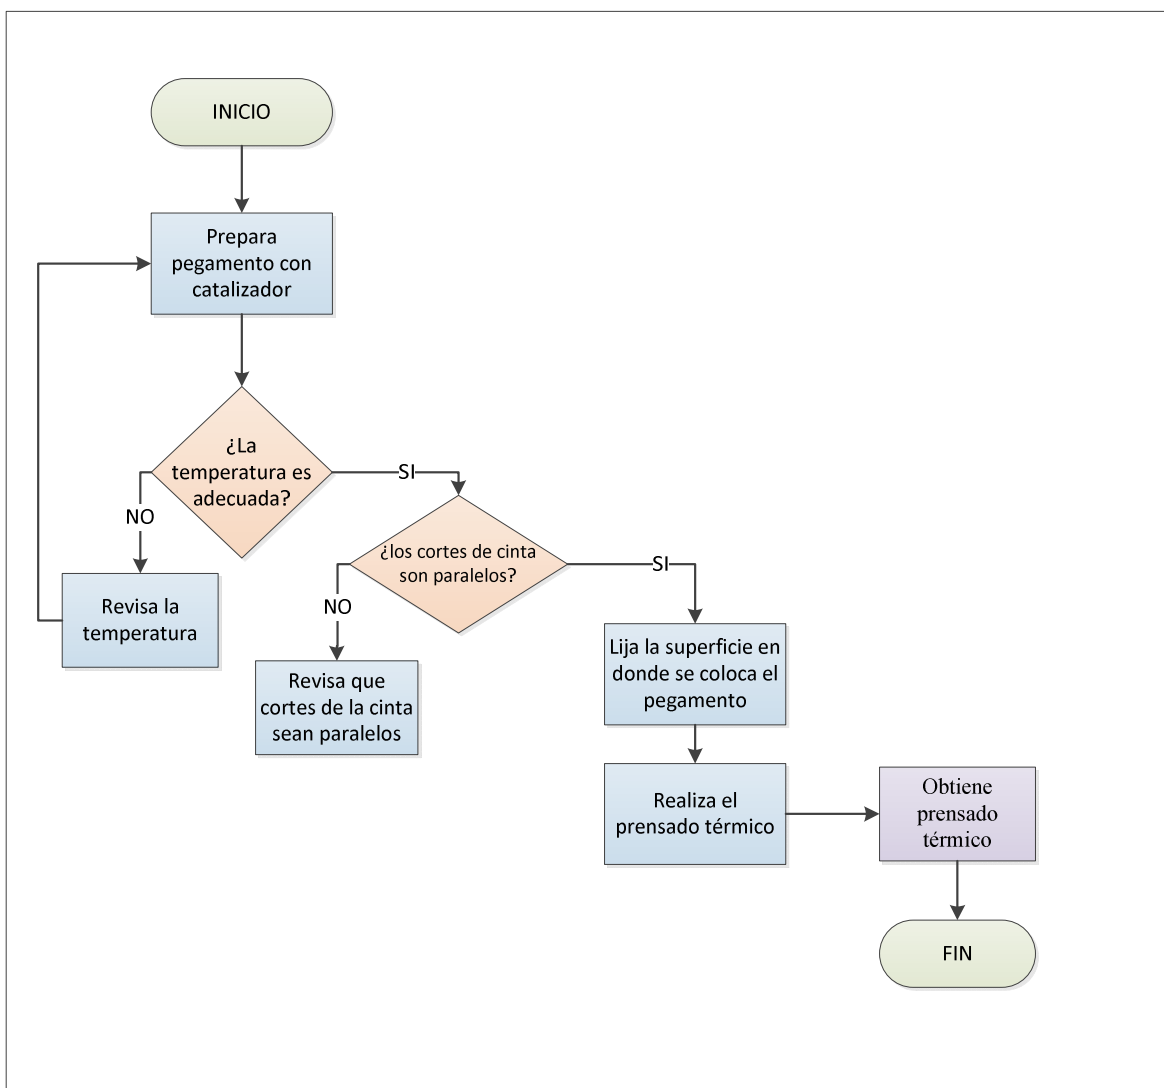 INICIO
Prepara
pegamento con
catalizador
¿La
temperatura es
adecuada?
SI
NO
¿los cortes de cinta
son paralelos?
SI
NO
Revisa la
temperatura
Revisa que
cortes de la cinta
sean paralelos
Lija la superficie en
donde se coloca el
pegamento
Realiza el
prensado térmico
Obtiene
prensado
térmico
FIN